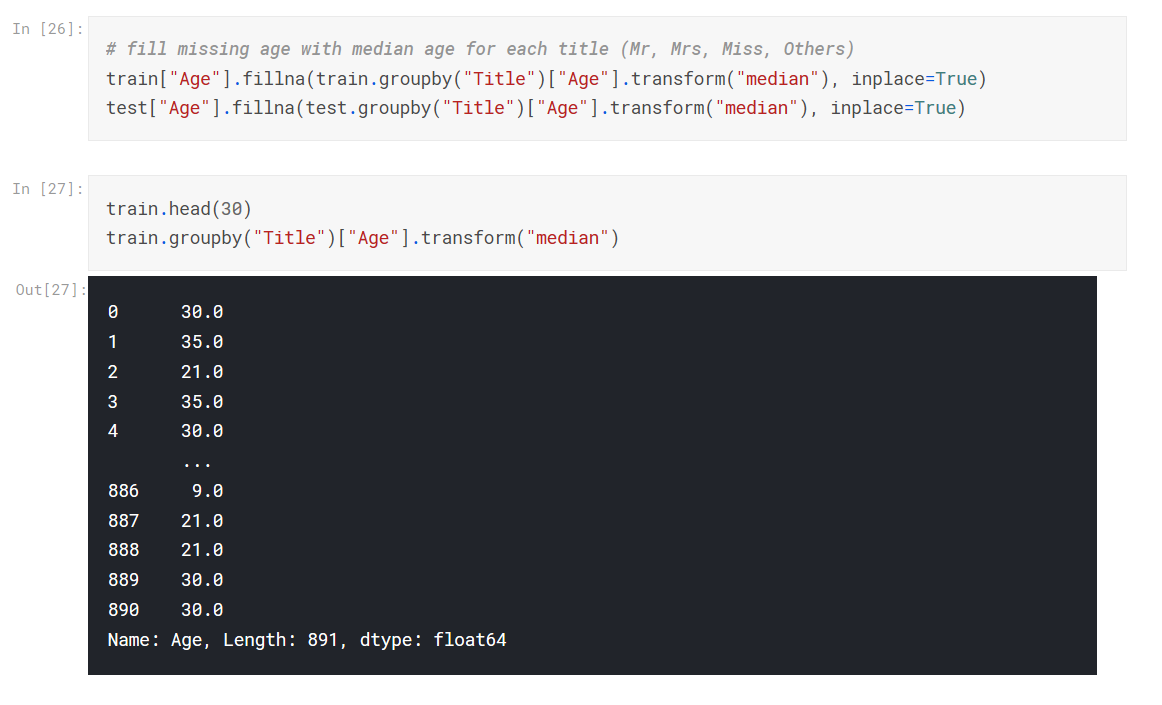 In [26]:
# fill missing age with median age for each title (Mr, Mrs, Miss, Others)
train["Age"].fillna(train.groupby("Title")["Age"].transform("median"), inplace=True)
test["Age"].fillna(test.groupby("Title")["Age"].transform("median"), inplace=True)
In [27]:
train.head(30)
train.groupby("Title")["Age"].transform("median")
Out[27]:
0      30.0
1      35.0
2      21.0
3      35.0
4      30.0
       ...
886     9.0
887    21.0
888    21.0
889    30.0
890    30.0
Name: Age, Length: 891, dtype: float64